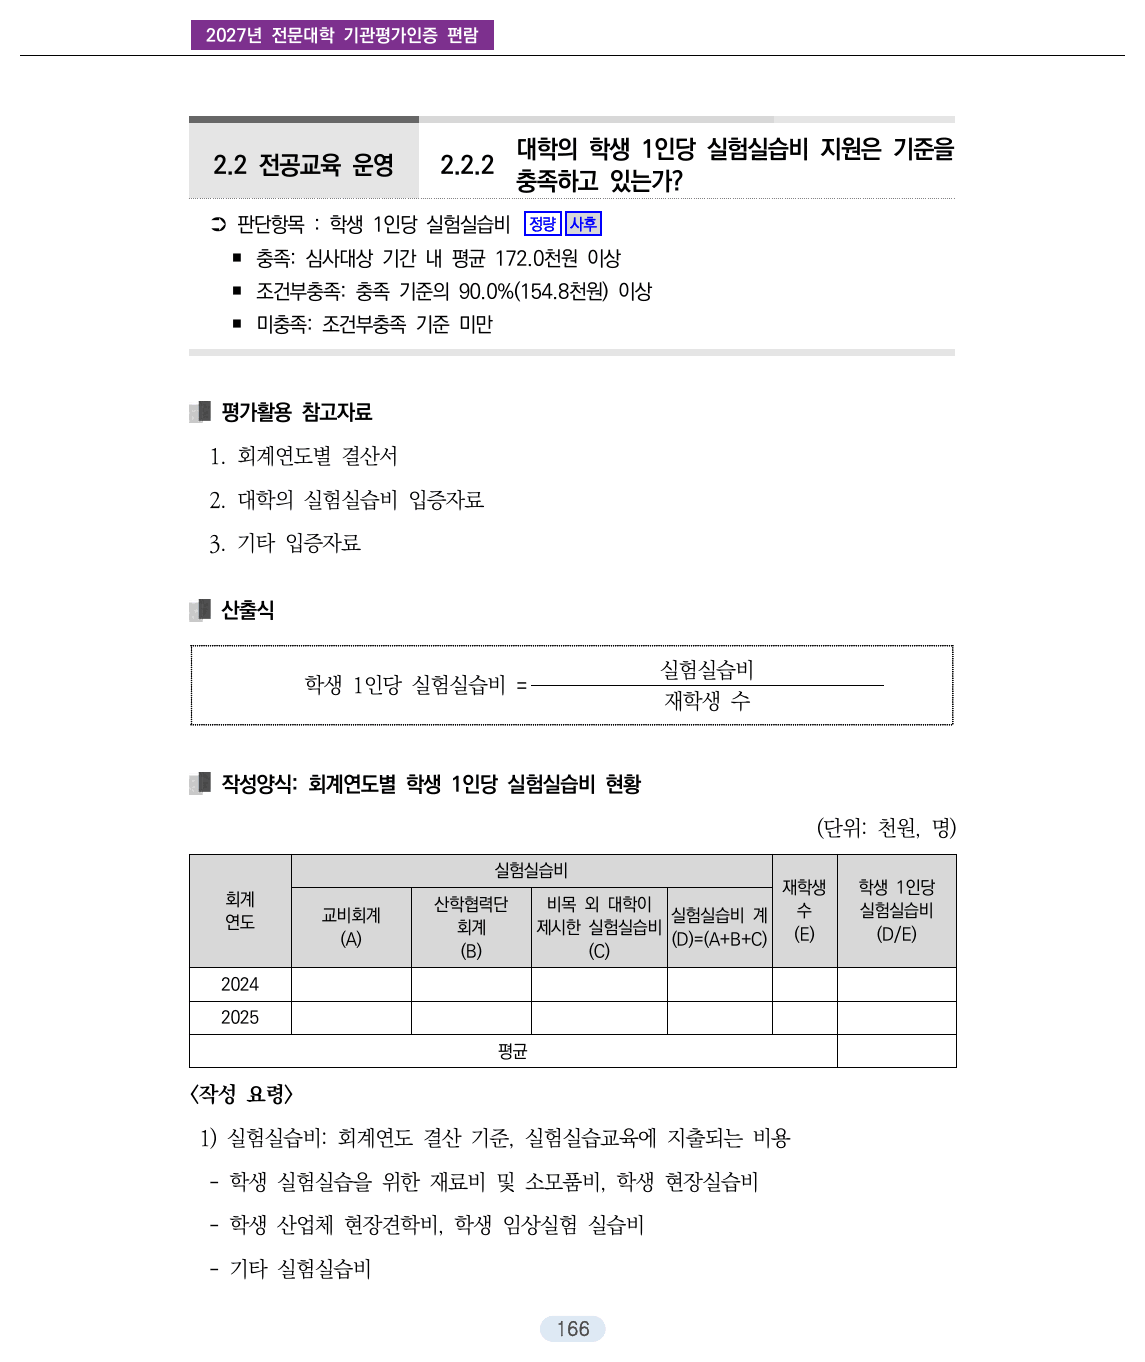 2027년 전문대학 기관평가인증 편람
2.2 전공교육 운영
2.2.2
대학의 학생 1인당 실험실습비 지원은 기준을
충족하고 있는가?
➲ 판단항목 : 학생 1인당 실험실습비 정량 사후
▪ 충족: 심사대상 기간 내 평균 172.0천원 이상
▪ 조건부충족: 충족 기준의 90.0%(154.8천원) 이상
▪ 미충족: 조건부충족 기준 미만
평가활용 참고자료
1. 회계연도별 결산서
2. 대학의 실험실습비 입증자료
3. 기타 입증자료
산출식
실험실습비
학생 1인당 실험실습비 =
재학생 수
작성양식: 회계연도별 학생 1인당 실험실습비 현황
(단위: 천원, 명)
회계
연도
실험실습비
교비회계
(A)
산학협력단
회계
(B)
비목 외 대학이
제시한 실험실습비
(C)
실험실습비 계
(D)=(A+B+C)
재학생
수
(E)
학생 1인당
실험실습비
(D/E)
2024
2025
평균
<작성 요령>
1) 실험실습비: 회계연도 결산 기준, 실험실습교육에 지출되는 비용
- 학생 실험실습을 위한 재료비 및 소모품비, 학생 현장실습비
- 학생 산업체 현장견학비, 학생 임상실험 실습비
- 기타 실험실습비
166